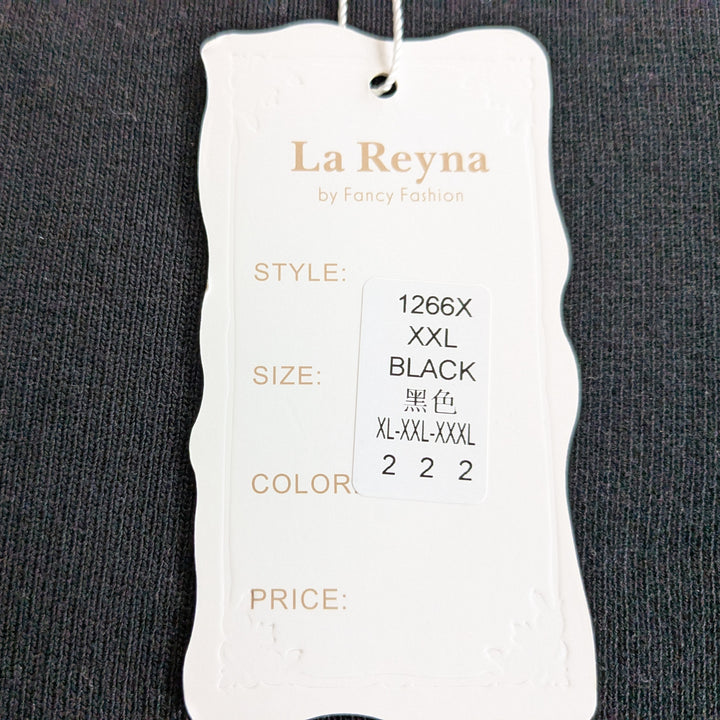 La Reyna
by Fancy Fashion
STYLE:
1266X
XXL
SIZE:
BLACK
黑色
XL-XXL-XXXL
2 2 2
COLOR:
PRICE: